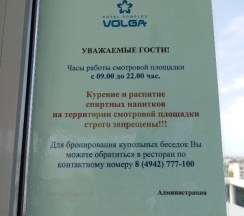 HOTEL COMPLEX
VOLGA
УВАЖАЕМЫЕ ГОСТИ!
Часы работы смотровой площадки
с 09.00 до 22.00 час.
Курение и распитие
спиртных напитков
на территории смотровой площадки
строго запрещены!!!
Для бронирования купольных беседок Вы
можете обратиться в ресторан по
контактному номеру 8 (4942) 777-100
Администрация